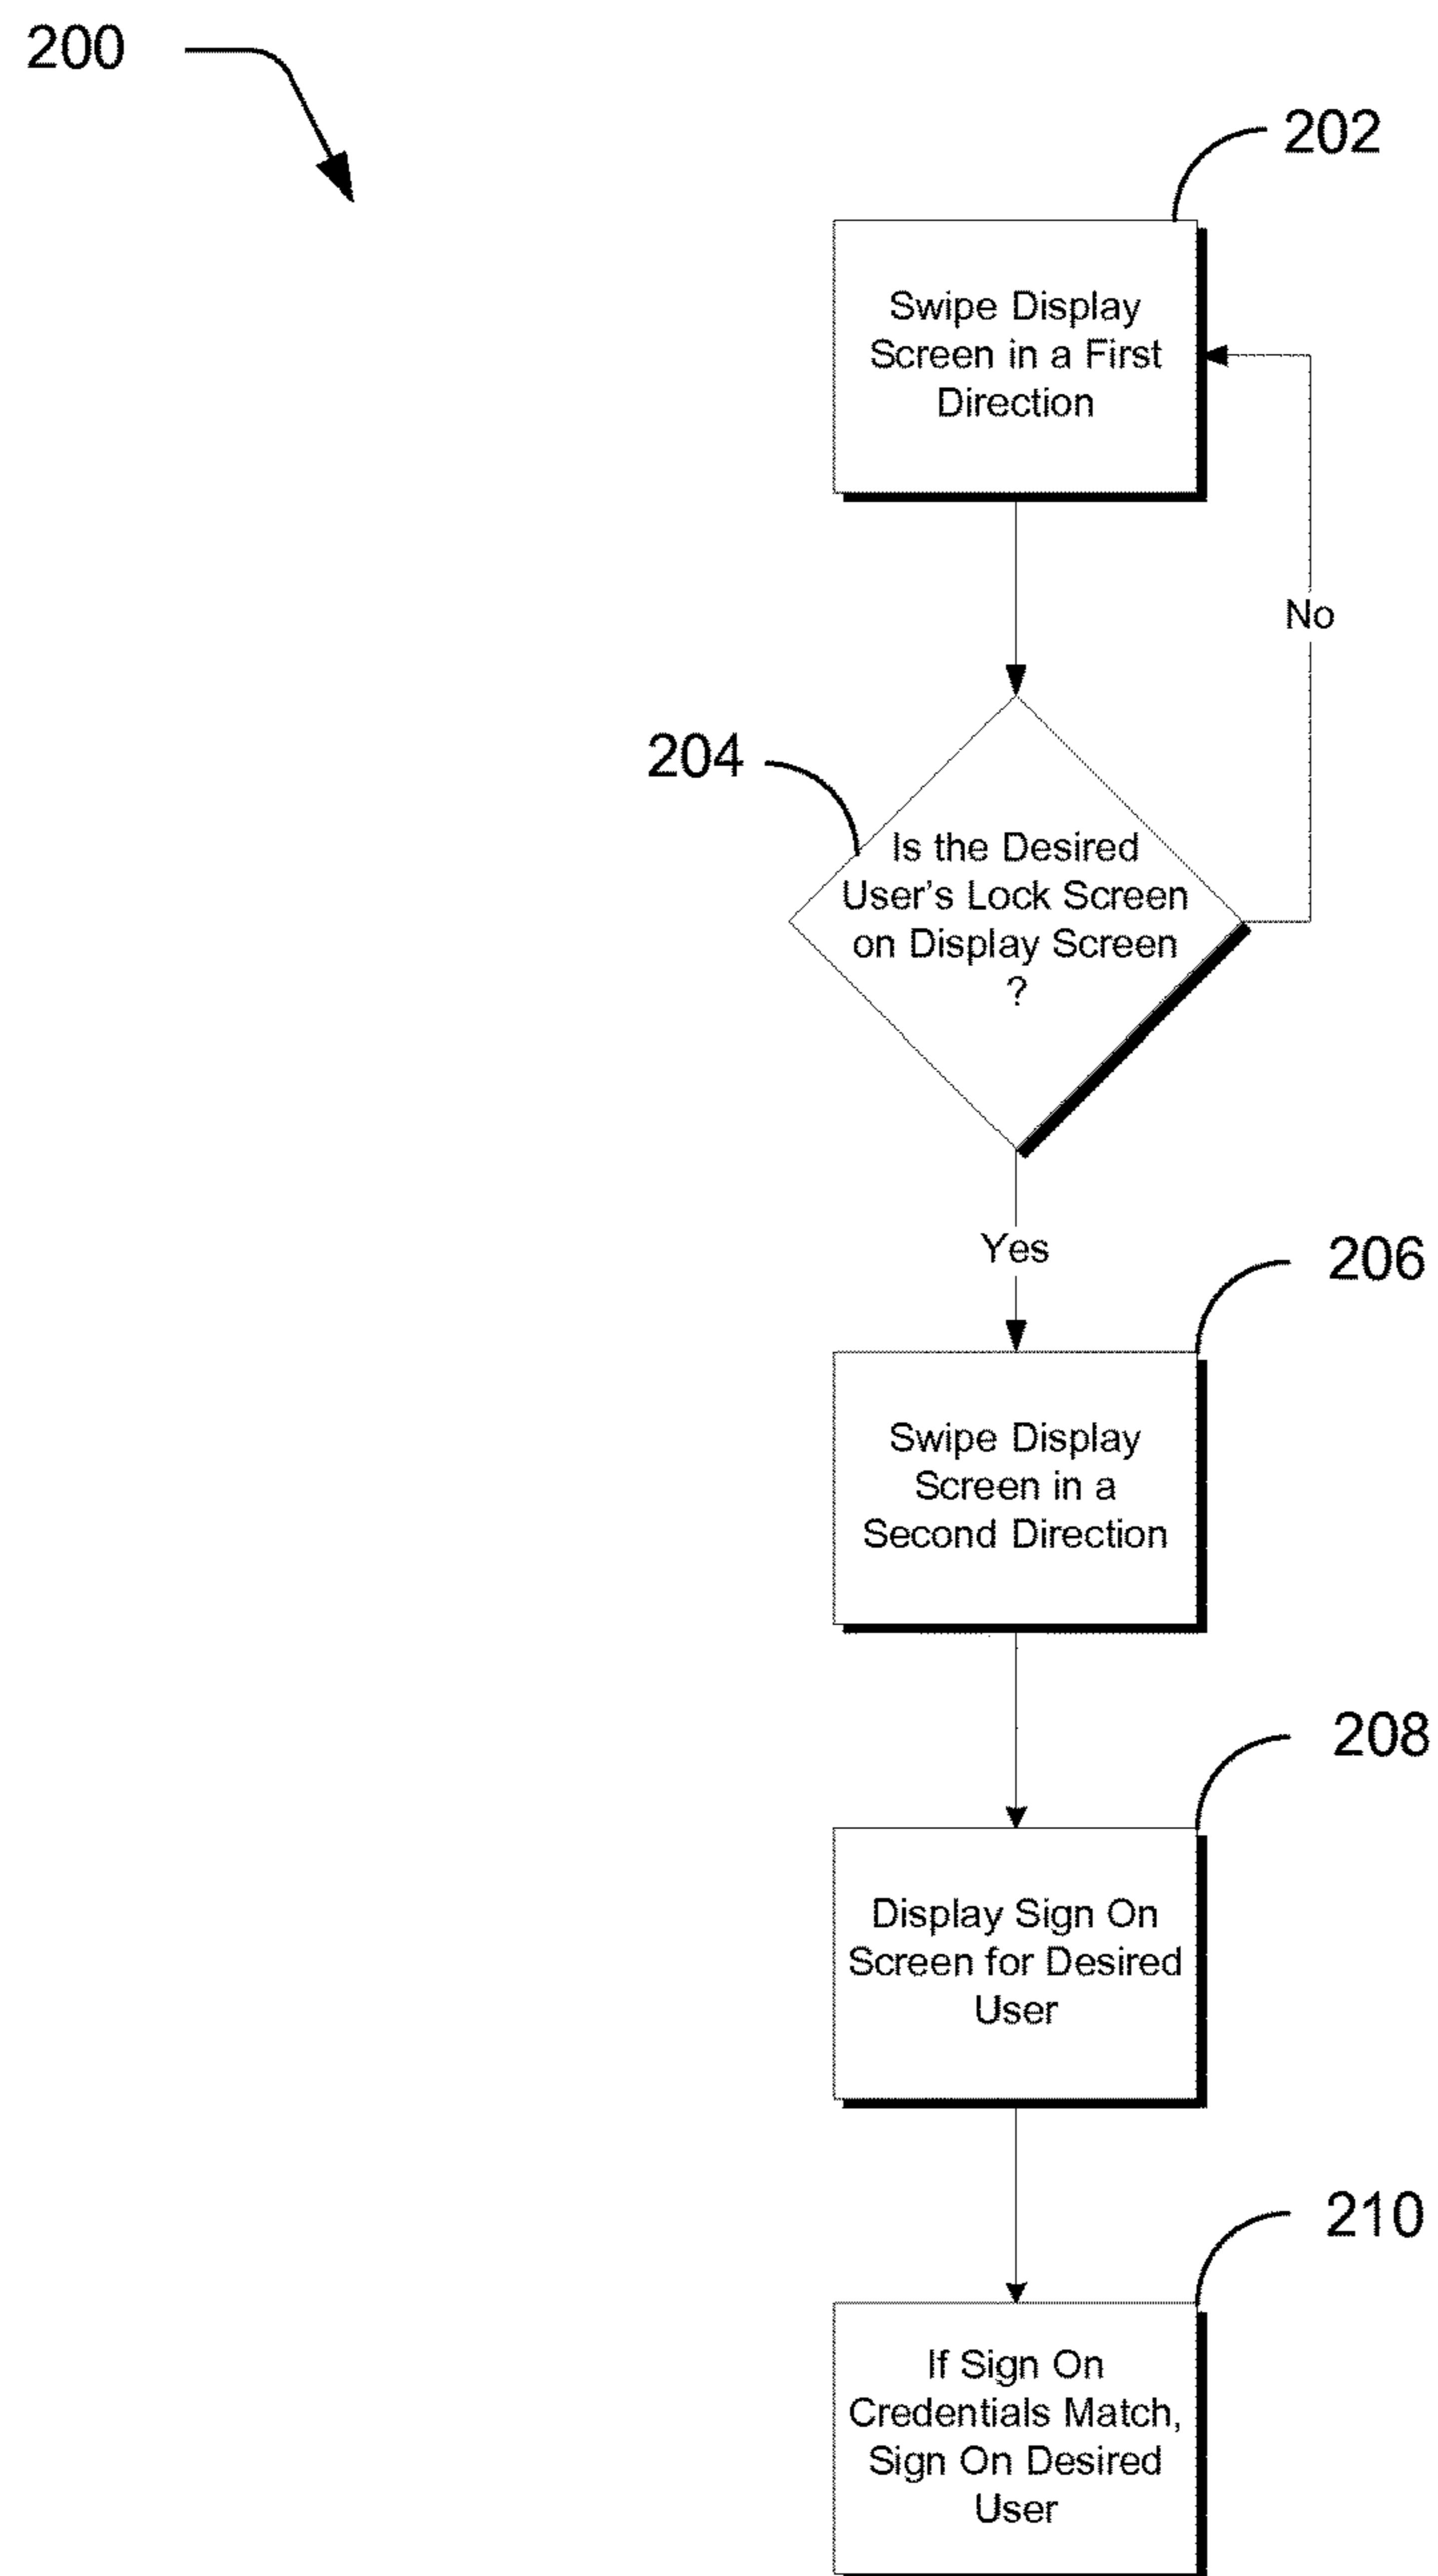 200
202
Swipe Display
Screen in a First
Direction
No
204
Is the Desired
User's Lock Screen
on Display Screen
?
Yes
206
Swipe Display
Screen in a
Second Direction
208
Display Sign On
Screen for Desired
User
210
If Sign On
Credentials Match,
Sign On Desired
User